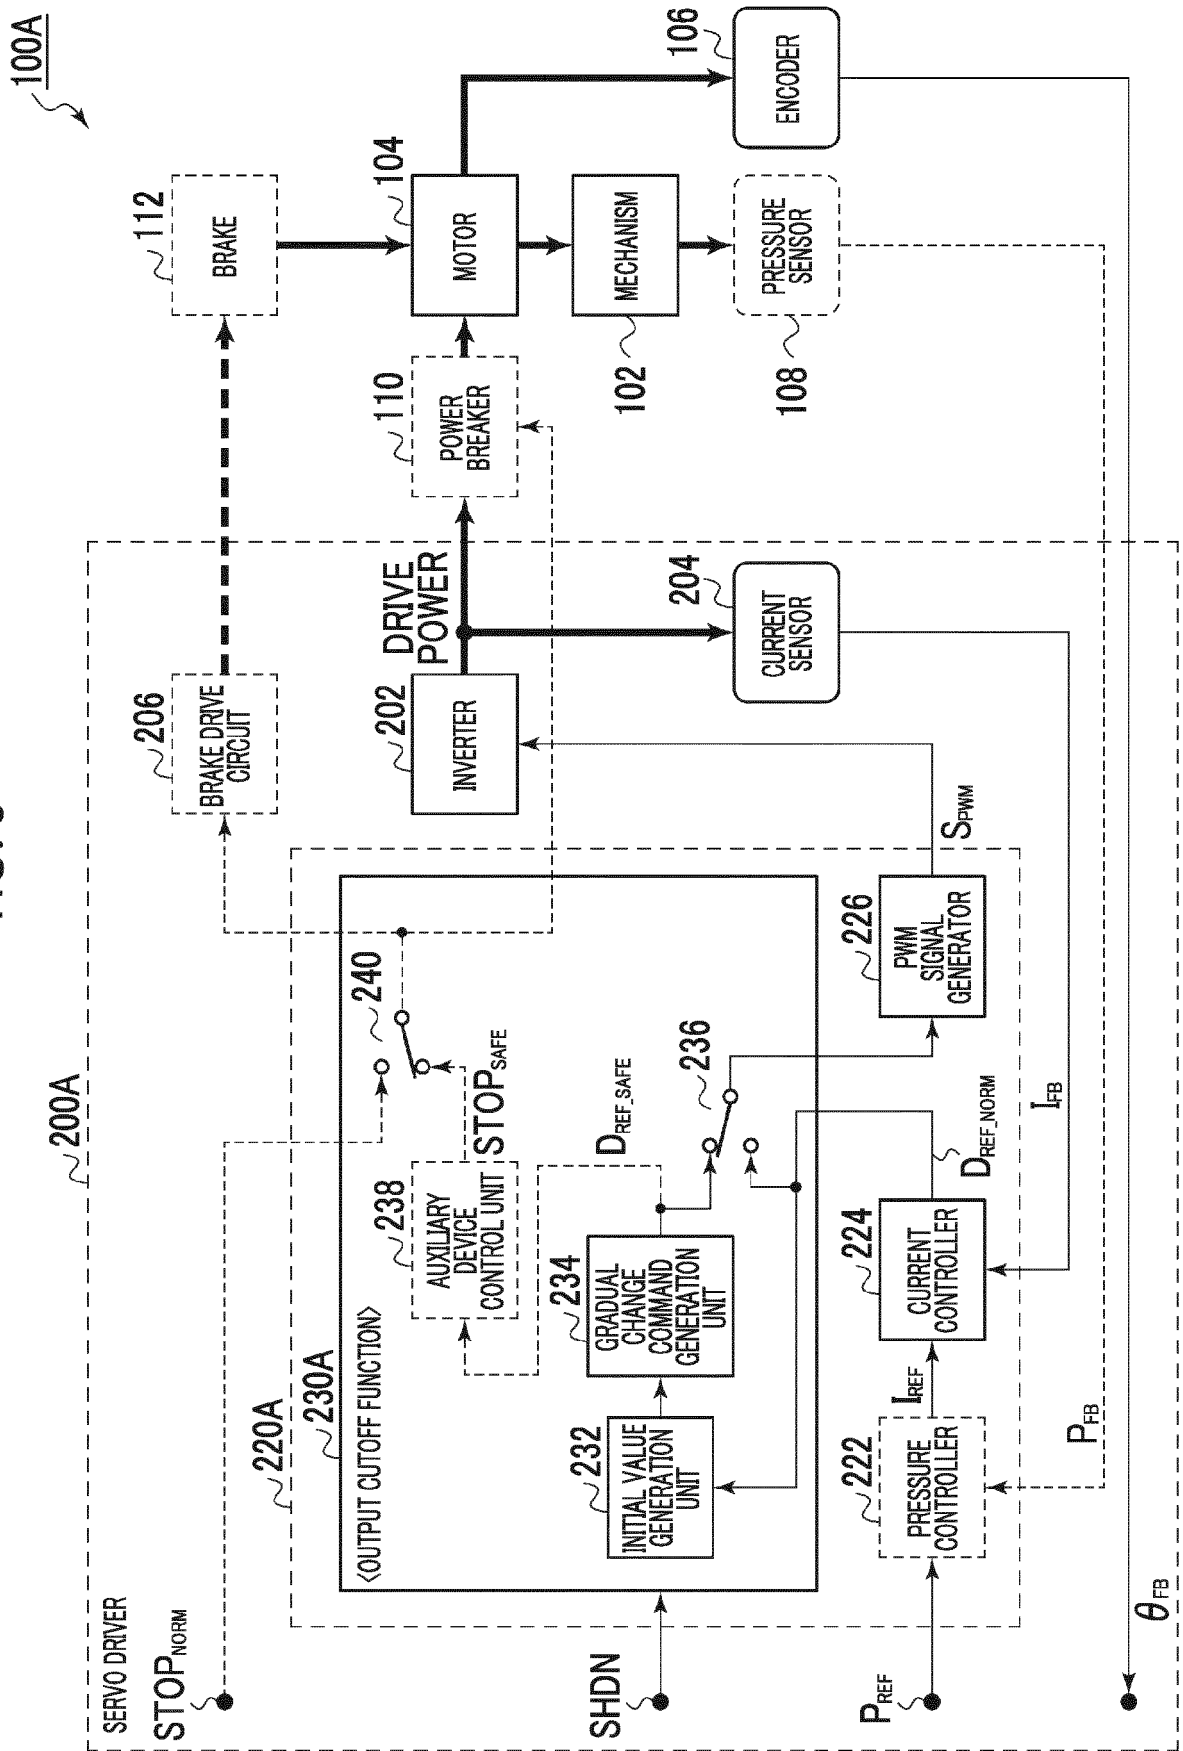 100A
200A
SERVO DRIVER
STOPNORM
206
BRAKE DRIVE
CIRCUIT
112
BRAKE
220A
230A
<OUTPUT CUTOFF FUNCTION>
240
238
AUXILIARY
DEVICE
CONTROL UNIT
STOPSAFE
202
INVERTER
DRIVE
POWER
110
POWER
BREAKER
104
MOTOR
SHDN
232
INITIAL VALUE
GENERATION
UNIT
234
GRADUAL
CHANGE
COMMAND
GENERATION
UNIT
DREF_SAFE
236
MECHANISM
102
204
CURRENT
SENSOR
PRESSURE
SENSOR
108
106
ENCODER
PREF
222
PRESSURE
CONTROLLER
IREF
224
CURRENT
CONTROLLER
DREF_NORM
226
PWM
SIGNAL
GENERATOR
SPWM
IFB
PFB
θFB